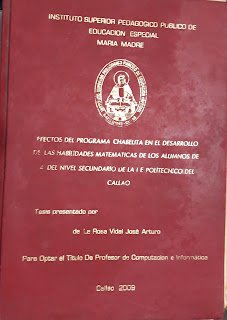 INSTITUTO SUPERIOR PEDAGOGICO PUBLICO DE
EDUCACION ESPECIAL
MARIA MADRE
EFECTOS DEL PROGRAMA CHABELITA EN EL DESARROLLO
DE LAS HABILIDADES MATEMATICAS DE LOS ALUMNOS DE
DEL NIVEL SECUNDARIO DE LA I E POLITECNICO DEL
CALLAO
Tesis presentado por
de La Rosa Vidal José Arturo
Para Optar el Titulo De Profesor de Computacion e Informática
Callao 2009